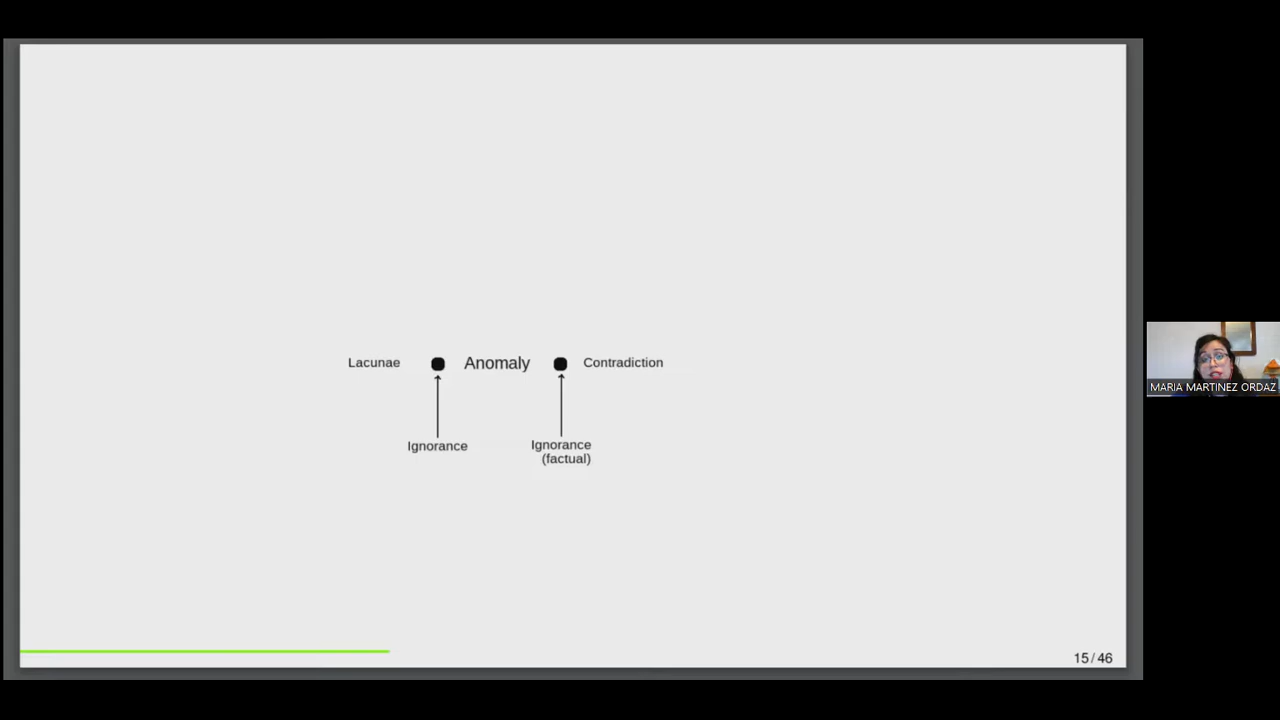 Lacunae Anomaly Contradiction
Ignorance
Ignorance
(factual)
MARIA MARTINEZ ORDAZ
15/46